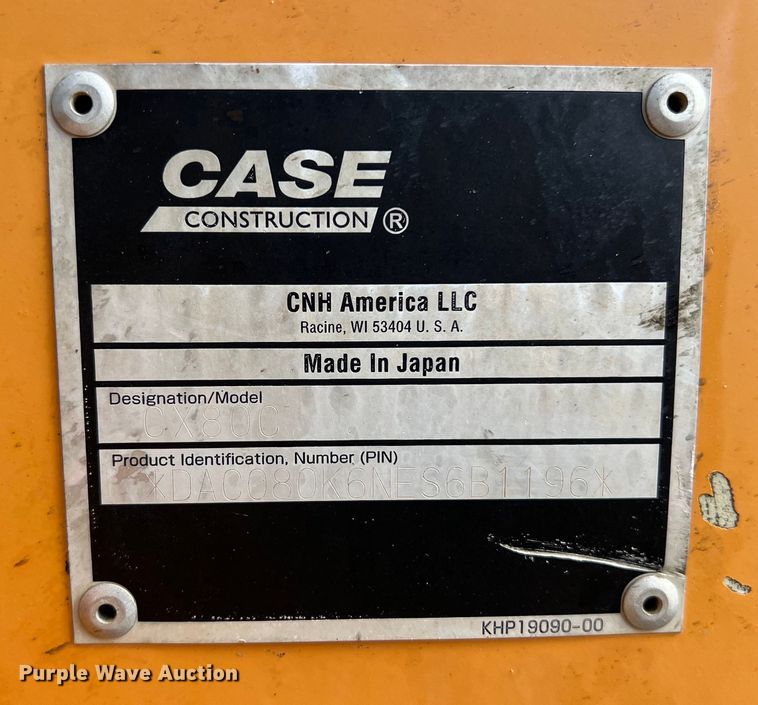 CASE
CONSTRUCTION ®
CNH America LLC
Racine, WI 53404 U. S. A.
Made In Japan
Designation/Model
CX80C
Product Identification, Number (PIN)
*DAC080K6NES6B1196*
KHP19090-00
Purple Wave Auction